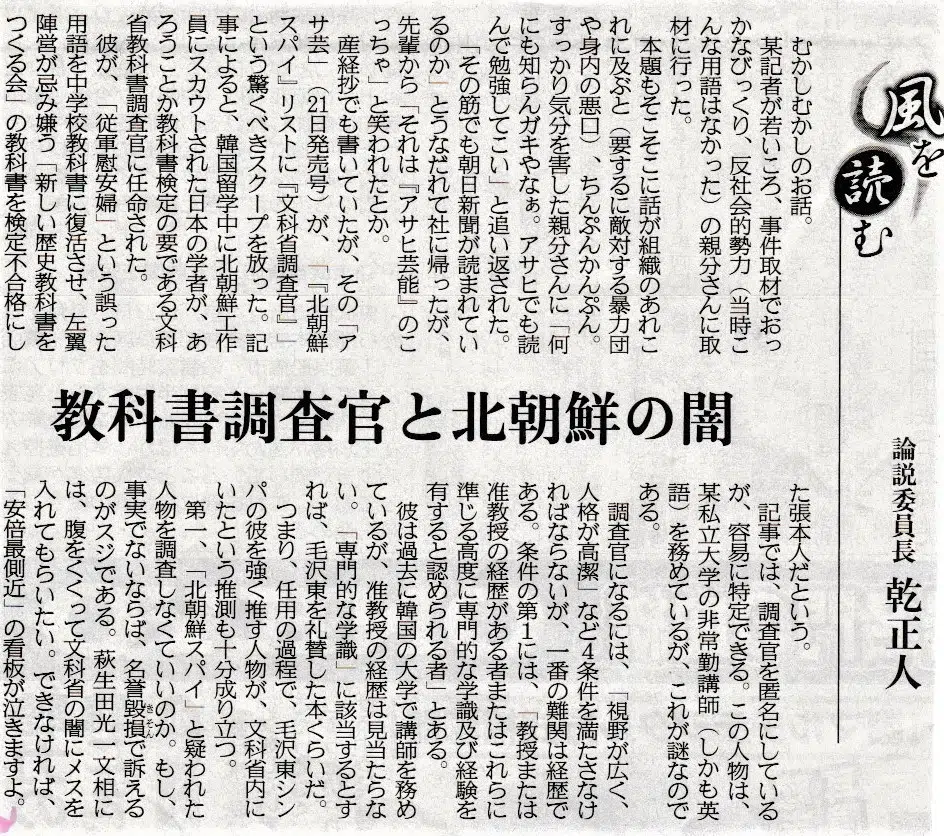 風を読む
論説委員長 乾正人
教科書調査官と北朝鮮の闇
むかしむかしのお話。
某記者が若いころ、事件取材でおっ
かなびっくり、反社会的勢力（当時こ
んな用語はなかった）の親分さんに取
材に行った。
本題もそこそこに話が組織のあれこ
れに及ぶと（要するに敵対する暴力団
や身内の悪口）、ちんぷんかんぷん。
すっかり気分を害した親分さんに「何
にも知らんガキやなぁ。アサヒでも読
んで勉強してこい」と追い返された。
「その筋でも朝日新聞が読まれてい
るのか」とうなだれて社に帰ったが、
先輩から「それは『アサヒ芸能』のこ
っちゃ」と笑われたとか。
産経抄でも書いていたが、その「ア
サ芸」（21日発売号）が、「『北朝鮮
スパイ』リストに『文科省調査官』」
という驚くべきスクープを放った。記
事によると、韓国留学中に北朝鮮工作
員にスカウトされた日本の学者が、あ
ろうことか教科書検定の要である文科
省教科書調査官に任命された。
彼が、「従軍慰安婦」という誤った
用語を中学校教科書に復活させ、左翼
陣営が忌み嫌う「新しい歴史教科書を
つくる会」の教科書を検定不合格にし
た張本人だという。
記事では、調査官を匿名にしている
が、容易に特定できる。この人物は、
某私立大学の非常勤講師（しかも英
語）を務めているが、これが謎なので
ある。
調査官になるには、「視野が広く、
人格が高潔」など4条件を満たさなけ
ればならないが、一番の難関は経歴で
ある。条件の第1には、「教授または
准教授の経歴がある者またはこれらに
準じる高度に専門的な学識及び経験を
有すると認められる者」とある。
彼は過去に韓国の大学で講師を務め
ているが、准教授の経歴は見当たらな
い。「専門的な学識」に該当するとす
れば、毛沢東を礼賛した本くらいだ。
つまり、任用の過程で、毛沢東シン
パの彼を強く推す人物が、文科省内に
いたという推測も十分成り立つ。
第一、「北朝鮮スパイ」と疑われた
人物を調査しなくていいのか。もし、
事実でないならば、名誉毀損で訴える
きそん
のがスジである。萩生田光一文相に
は、腹をくくって文科省の闇にメスを
入れてもらいたい。できなければ、
「安倍最側近」の看板が泣きますよ。